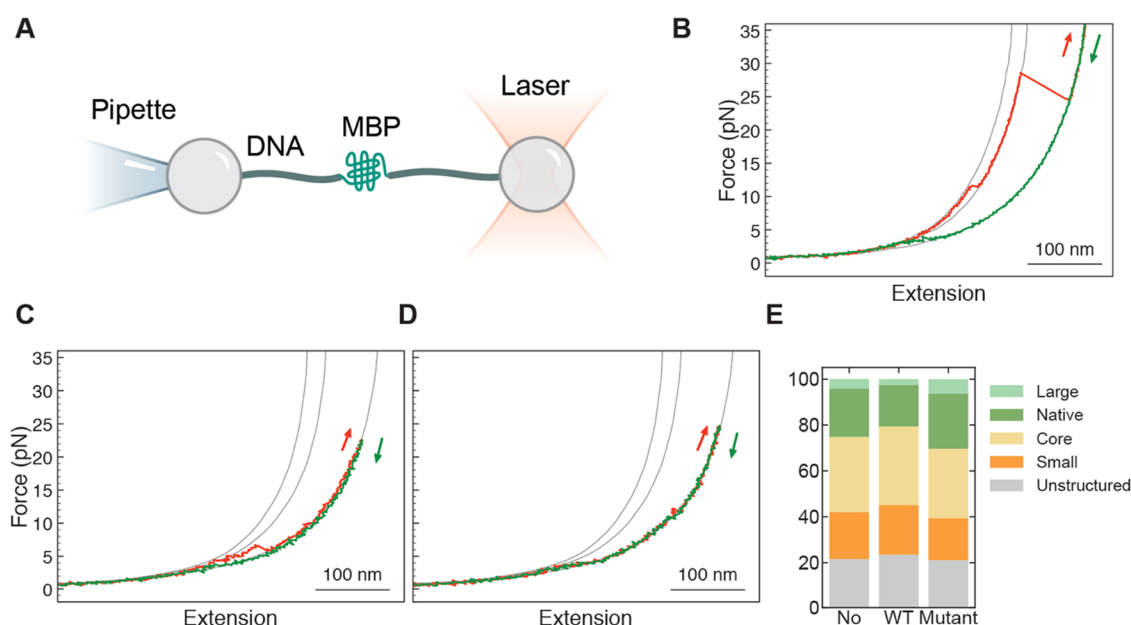 A
Pipette
DNA
MBP
Laser
B
Force (pN)
35
30
25
20
15
10
5
0
100 nm
Extension
C
Force (pN)
35
30
25
20
15
10
5
0
100 nm
Extension
D
100 nm
Extension
E
100
80
60
40
20
0
No
WT
Mutant
Large
Native
Core
Small
Unstructured